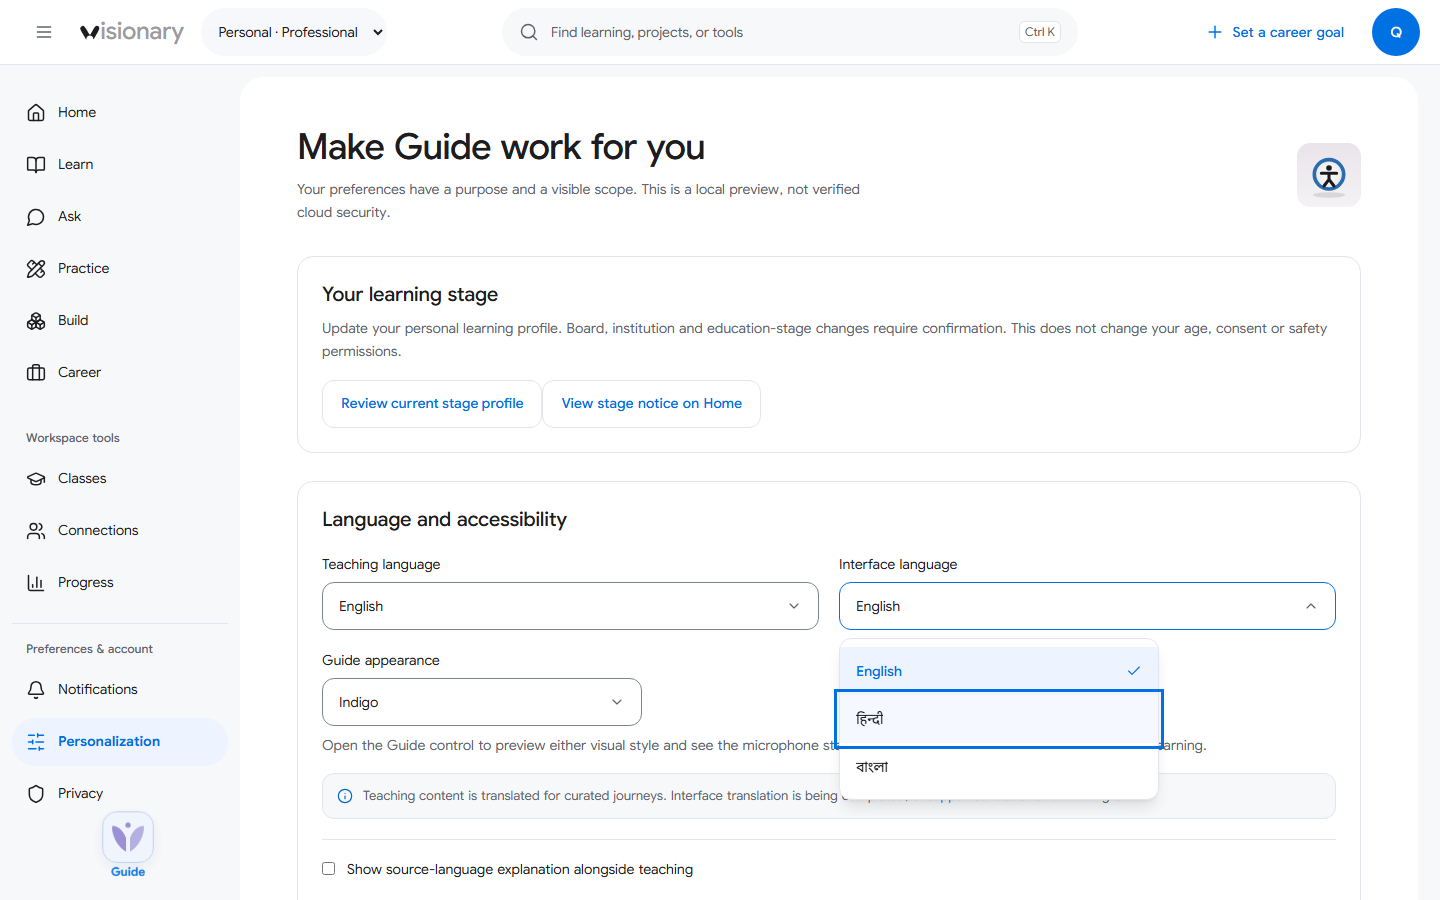 visionary
Personal · Professional
Find learning, projects, or tools
Ctrl K
Set a career goal
Q
Home
Learn
Ask
Practice
Build
Career
Workspace tools
Classes
Connections
Progress
Preferences & account
Notifications
Personalization
Privacy
Guide
Make Guide work for you
Your preferences have a purpose and a visible scope. This is a local preview, not verified
cloud security.
Your learning stage
Update your personal learning profile. Board, institution and education-stage changes require confirmation. This does not change your age, consent or safety
permissions.
Review current stage profile
View stage notice on Home
Language and accessibility
Teaching language
Interface language
English
English
English
हिन्दी
বাংলা
Guide appearance
Indigo
Open the Guide control to preview either visual style and see the microphone
Teaching content is translated for curated journeys. Interface translation is being
Show source-language explanation alongside teaching